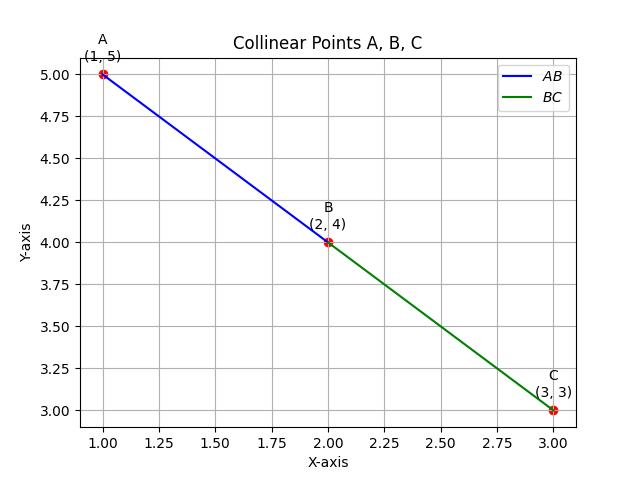 Collinear Points A, B, C
A
(1, 5)
B
(2, 4)
C
(3, 3)
AB
BC
Y-axis
5.00
4.75
4.50
4.25
4.00
3.75
3.50
3.25
3.00
1.00 1.25 1.50 1.75 2.00 2.25 2.50 2.75 3.00
X-axis